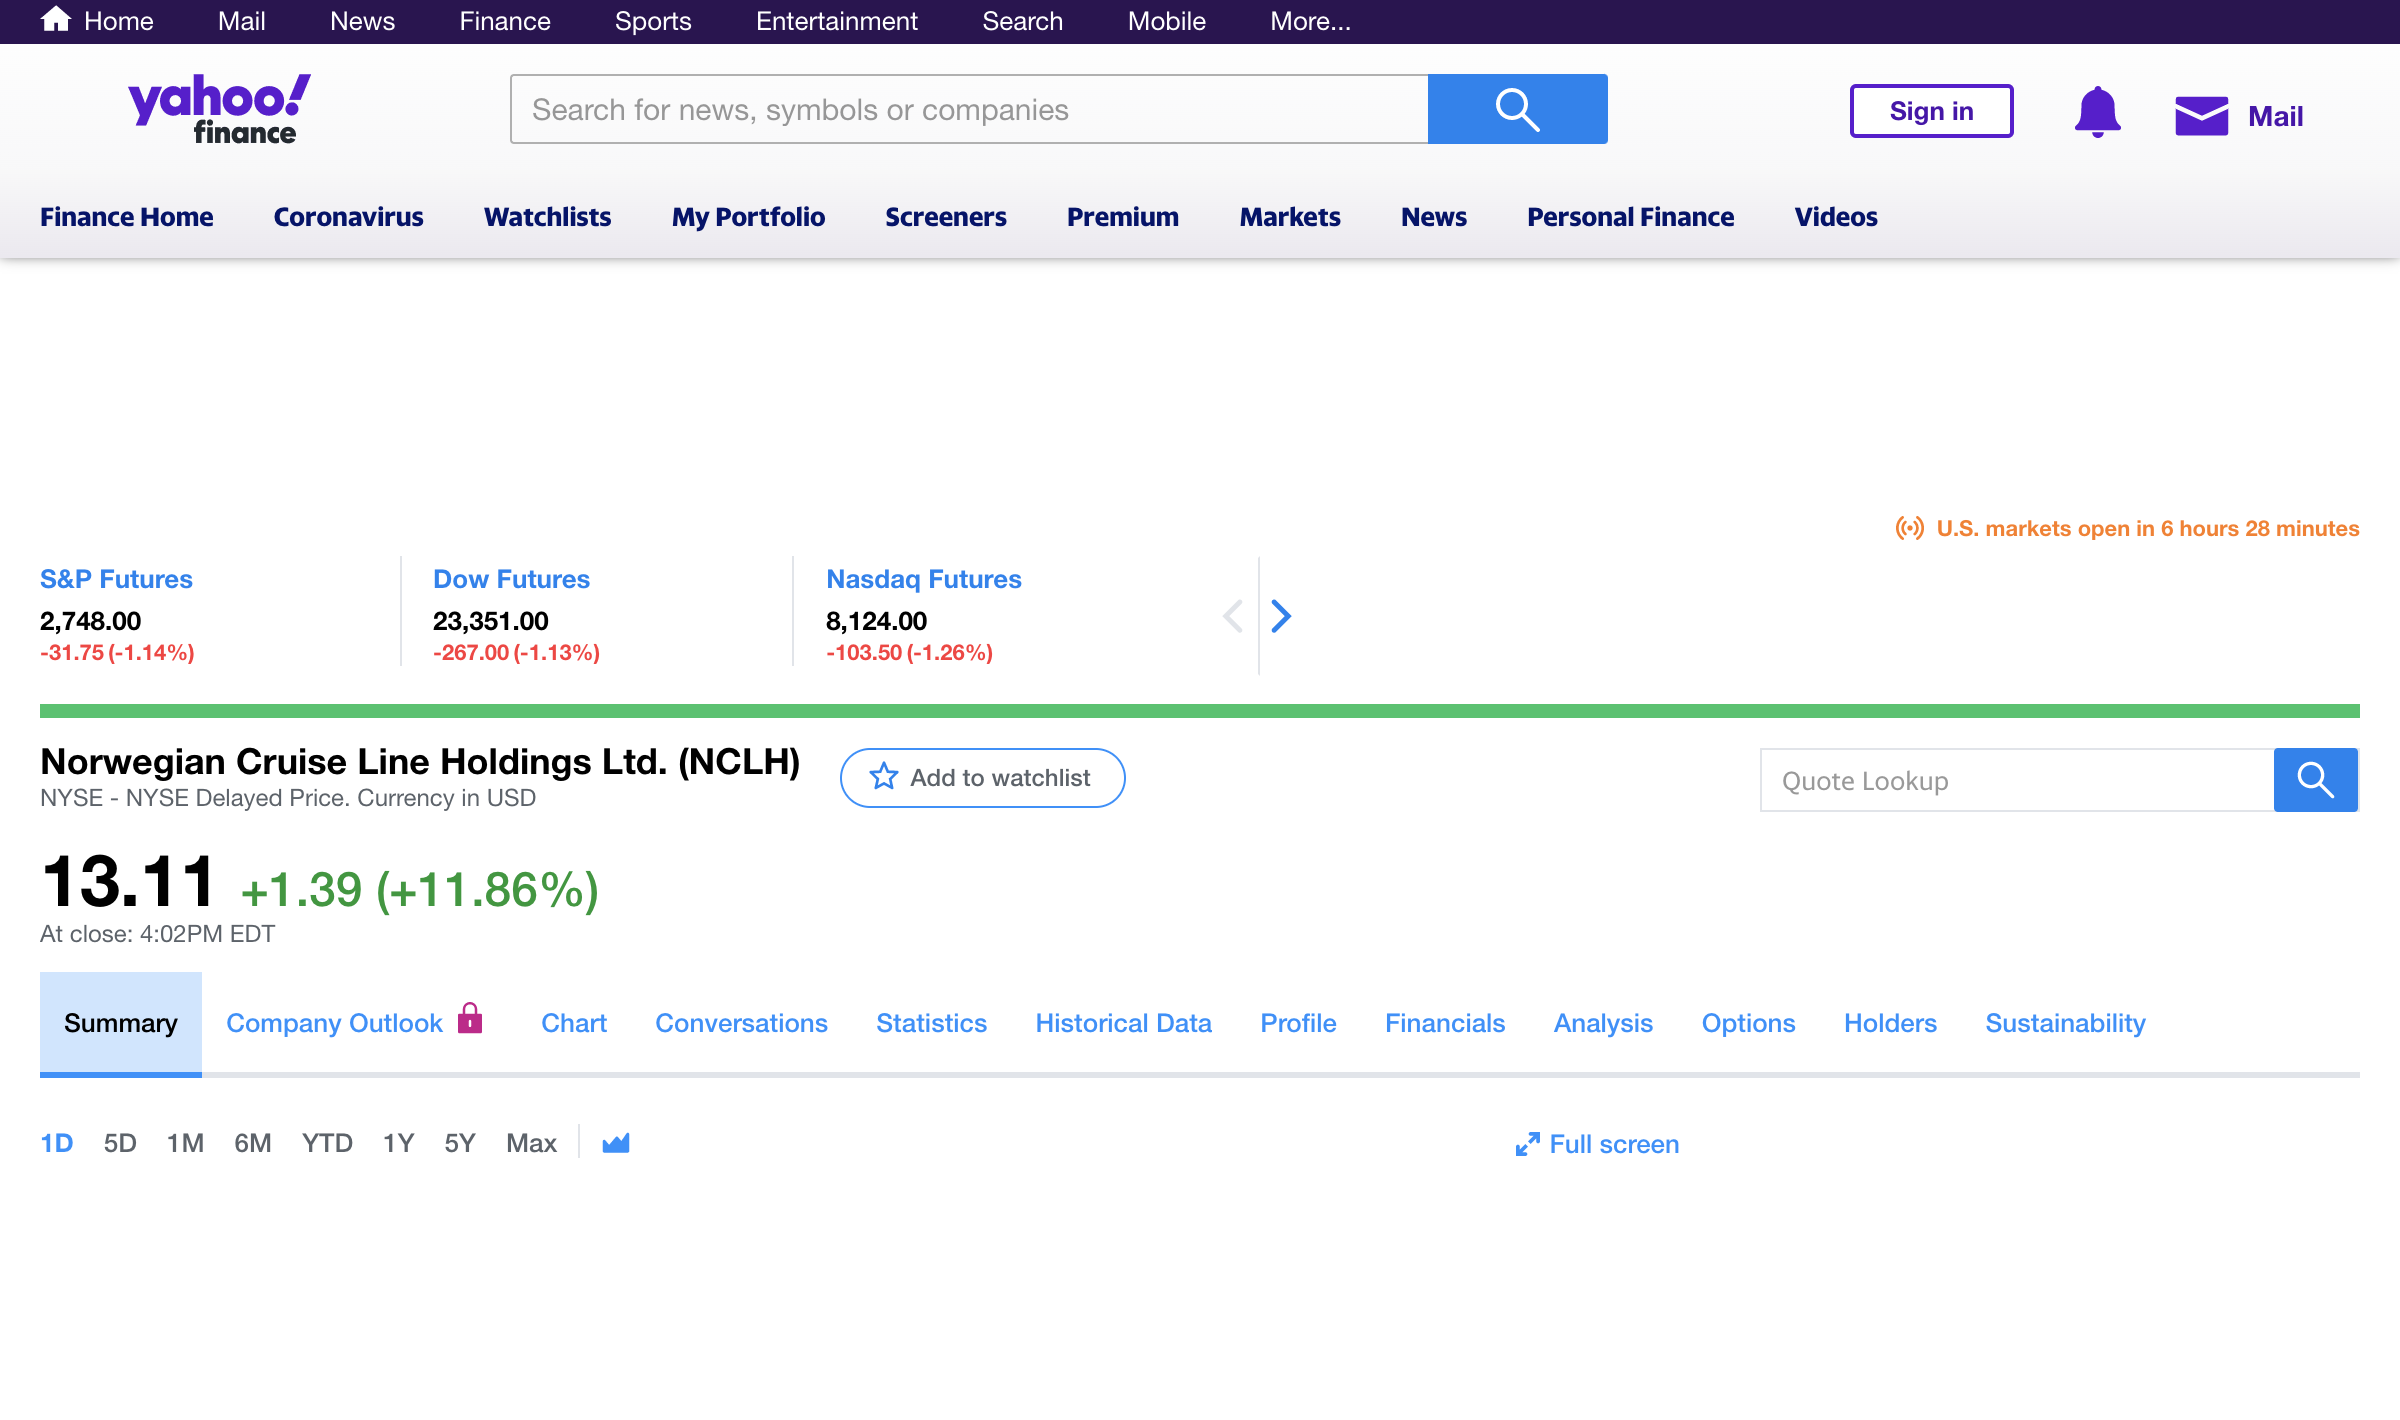 Home Mail News Finance Sports Entertainment Search Mobile More...
yahoo!
finance
Search for news, symbols or companies
Sign in
Mail
Finance Home Coronavirus Watchlists My Portfolio Screeners Premium Markets News Personal Finance Videos
U.S. markets open in 6 hours 28 minutes
S&P Futures
2,748.00
-31.75 (-1.14%)
Dow Futures
23,351.00
-267.00 (-1.13%)
Nasdaq Futures
8,124.00
-103.50 (-1.26%)
Norwegian Cruise Line Holdings Ltd. (NCLH)
NYSE - NYSE Delayed Price. Currency in USD
Add to watchlist
Quote Lookup
13.11 +1.39 (+11.86%)
At close: 4:02PM EDT
Summary Company Outlook Chart Conversations Statistics Historical Data Profile Financials Analysis Options Holders Sustainability
1D 5D 1M 6M YTD 1Y 5Y Max
Full screen